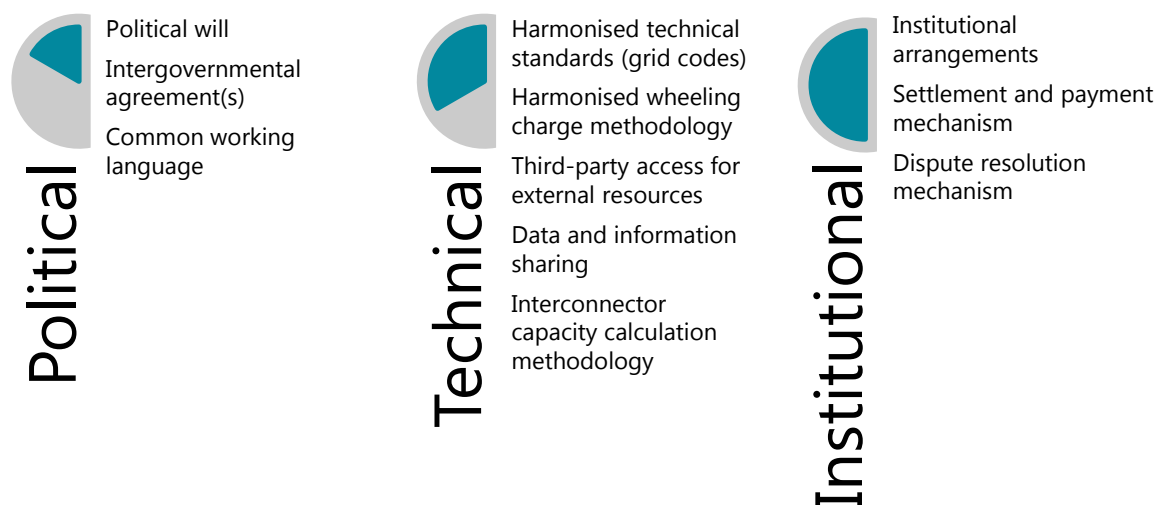 Political
Political will
Intergovernmental
agreement(s)
Common working
language
Technical
Harmonised technical
standards (grid codes)
Harmonised wheeling
charge methodology
Third-party access for
external resources
Data and information
sharing
Interconnector
capacity calculation
methodology
Institutional
Institutional
arrangements
Settlement and payment
mechanism
Dispute resolution
mechanism